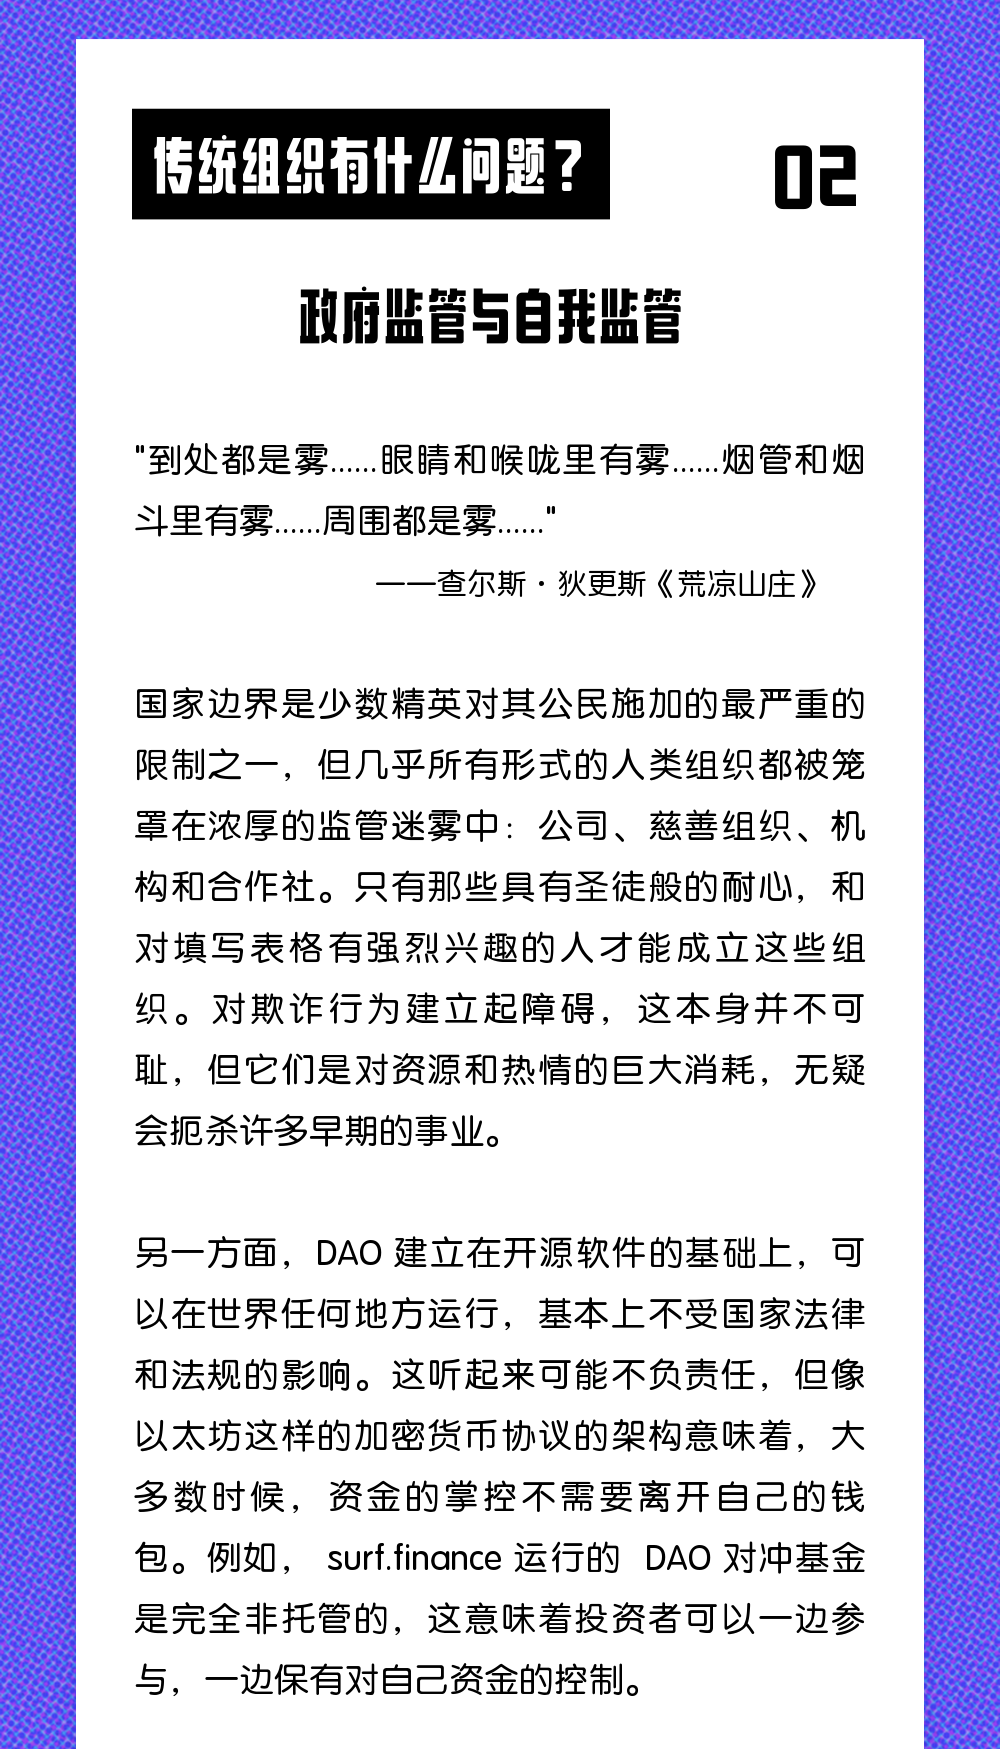 传统组织有什么问题？
02
政府监管与自我监管
"到处都是雾......眼睛和喉咙里有雾......烟管和烟
斗里有雾......周围都是雾......"
——查尔斯·狄更斯《荒凉山庄》
国家边界是少数精英对其公民施加的最严重的
限制之一，但几乎所有形式的人类组织都被笼
罩在浓厚的监管迷雾中：公司、慈善组织、机
构和合作社。只有那些具有圣徒般的耐心，和
对填写表格有强烈兴趣的人才能成立这些组
织。对欺诈行为建立起障碍，这本身并不可
耻，但它们是对资源和热情的巨大消耗，无疑
会扼杀许多早期的事业。
另一方面，DAO 建立在开源软件的基础上，可
以在世界任何地方运行，基本上不受国家法律
和法规的影响。这听起来可能不负责任，但像
以太坊这样的加密货币协议的架构意味着，大
多数时候，资金的掌控不需要离开自己的钱
包。例如， surf.finance 运行的 DAO 对冲基金
是完全非托管的，这意味着投资者可以一边参
与，一边保有对自己资金的控制。